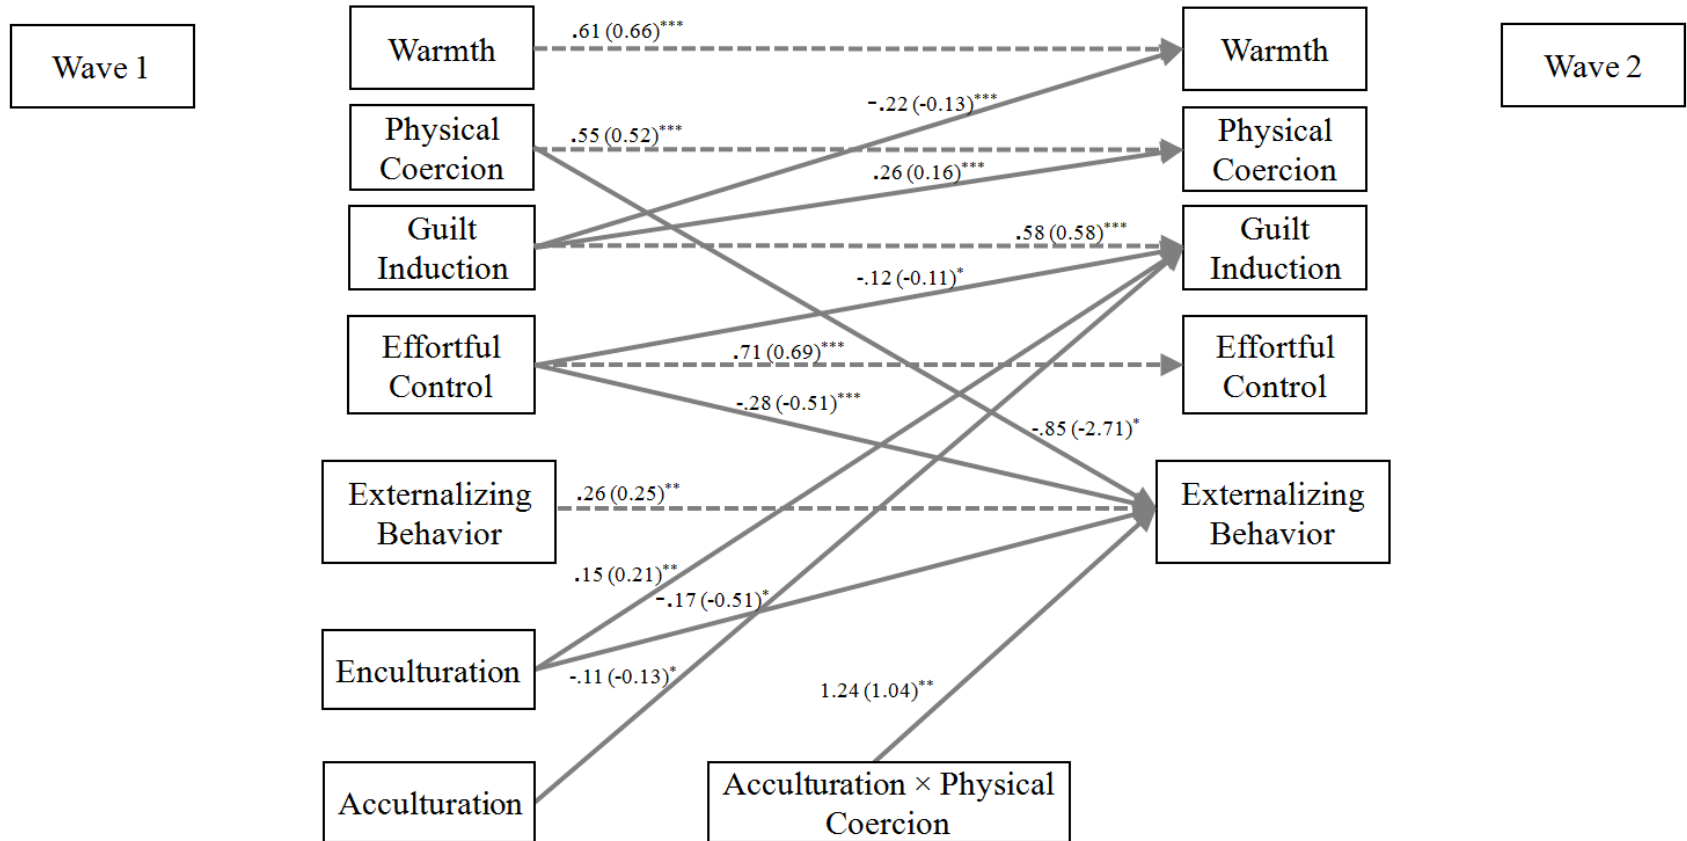 Wave 1
Warmth
.61 (0.66)***
Warmth
Wave 2
-.22 (-0.13)***
Physical
Coercion
.55 (0.52)***
Physical
Coercion
.26 (0.16)***
Guilt
Induction
.58 (0.58)***
Guilt
Induction
-.12 (-0.11)*
Effortful
Control
.71 (0.69)***
Effortful
Control
-.28 (-0.51)***
-.85 (-2.71)*
Externalizing
Behavior
.26 (0.25)**
Externalizing
Behavior
.15 (0.21)**
-.17 (-0.51)*
Enculturation
-.11 (-0.13)*
1.24 (1.04)**
Acculturation
Acculturation × Physical
Coercion